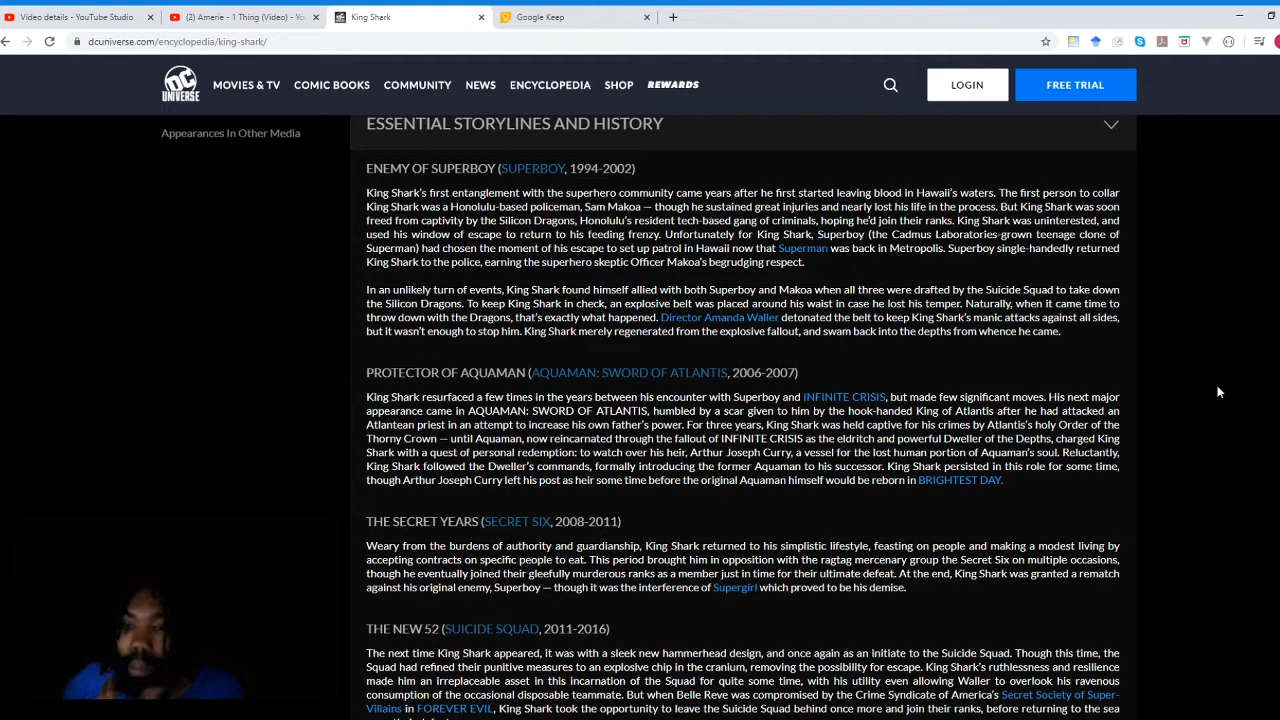 Video details - YouTube Studio
(2) Amerie - 1 Thing (Video) - Yo
King Shark
Google Keep
dcuniverse.com/encyclopedia/king-shark/
DC UNIVERSE
MOVIES & TV COMIC BOOKS COMMUNITY NEWS ENCYCLOPEDIA SHOP REWARDS LOGIN FREE TRIAL
Appearances In Other Media
ESSENTIAL STORYLINES AND HISTORY
ENEMY OF SUPERBOY (SUPERBOY, 1994-2002)
King Shark's first entanglement with the superhero community came years after he first started leaving blood in Hawaii's waters. The first person to collar
King Shark was a Honolulu-based policeman, Sam Makoa — though he sustained great injuries and nearly lost his life in the process. But King Shark was soon
freed from captivity by the Silicon Dragons, Honolulu's resident tech-based gang of criminals, hoping he'd join their ranks. King Shark was uninterested, and
used his window of escape to return to his feeding frenzy. Unfortunately for King Shark, Superboy (the Cadmus Laboratories-grown teenage clone of
Superman) had chosen the moment of his escape to set up patrol in Hawaii now that Superman was back in Metropolis. Superboy single-handedly returned
King Shark to the police, earning the superhero skeptic Officer Makoa's begrudging respect.
In an unlikely turn of events, King Shark found himself allied with both Superboy and Makoa when all three were drafted by the Suicide Squad to take down
the Silicon Dragons. To keep King Shark in check, an explosive belt was placed around his waist in case he lost his temper. Naturally, when it came time to
throw down with the Dragons, that's exactly what happened. Director Amanda Waller detonated the belt to keep King Shark's manic attacks against all sides,
but it wasn't enough to stop him. King Shark merely regenerated from the explosive fallout, and swam back into the depths from whence he came.
PROTECTOR OF AQUAMAN (AQUAMAN: SWORD OF ATLANTIS, 2006-2007)
King Shark resurfaced a few times in the years between his encounter with Superboy and INFINITE CRISIS, but made few significant moves. His next major
appearance came in AQUAMAN: SWORD OF ATLANTIS, humbled by a scar given to him by the hook-handed King of Atlantis after he had attacked an
Atlantean priest in an attempt to increase his own father's power. For three years, King Shark was held captive for his crimes by Atlantis's holy Order of the
Thorny Crown — until Aquaman, now reincarnated through the fallout of INFINITE CRISIS as the eldritch and powerful Dweller of the Depths, charged King
Shark with a quest of personal redemption: to watch over his heir, Arthur Joseph Curry, a vessel for the lost human portion of Aquaman's soul. Reluctantly,
King Shark followed the Dweller's commands, formally introducing the former Aquaman to his successor. King Shark persisted in this role for some time,
though Arthur Joseph Curry left his post as heir some time before the original Aquaman himself would be reborn in BRIGHTEST DAY.
THE SECRET YEARS (SECRET SIX, 2008-2011)
Weary from the burdens of authority and guardianship, King Shark returned to his simplistic lifestyle, feasting on people and making a modest living by
accepting contracts on specific people to eat. This period brought him in opposition with the ragtag mercenary group the Secret Six on multiple occasions,
though he eventually joined their gleefully murderous ranks as a member just in time for their ultimate defeat. At the end, King Shark was granted a rematch
against his original enemy, Superboy — though it was the interference of Supergirl which proved to be his demise.
THE NEW 52 (SUICIDE SQUAD, 2011-2016)
The next time King Shark appeared, it was with a sleek new hammerhead design, and once again as an initiate to the Suicide Squad. Though this time, the
Squad had refined their punitive measures to an explosive chip in the cranium, removing the possibility for escape. King Shark's ruthlessness and resilience
made him an irreplaceable asset in this incarnation of the Squad for quite some time, with his utility even allowing Waller to overlook his ravenous
consumption of the occasional disposable teammate. But when Belle Reve was compromised by the Crime Syndicate of America's Secret Society of Super-
Villains in FOREVER EVIL, King Shark took the opportunity to leave the Suicide Squad behind once more and join their ranks, before returning to the sea